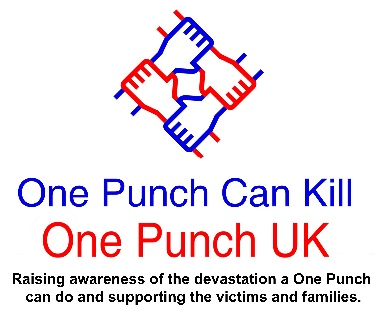 One Punch Can Kill
One Punch UK
Raising awareness of the devastation a One Punch
can do and supporting the victims and families.